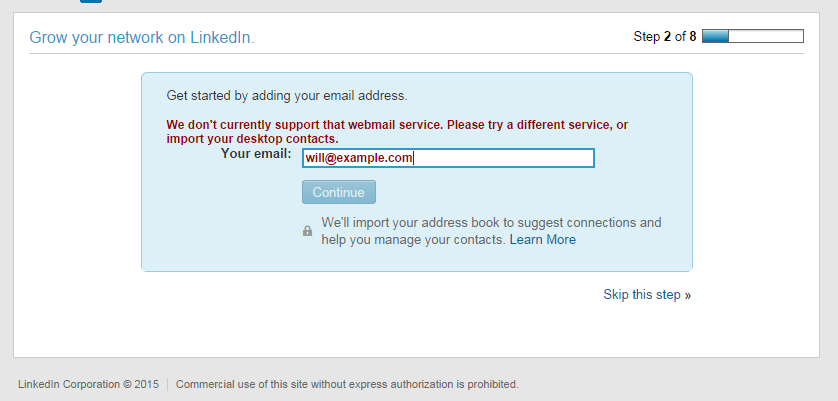 Grow your network on LinkedIn.
Step 2 of 8
Get started by adding your email address.
We don't currently support that webmail service. Please try a different service, or
import your desktop contacts.
Your email: will@example.com
Continue
We'll import your address book to suggest connections and
help you manage your contacts. Learn More
Skip this step »
LinkedIn Corporation © 2015 Commercial use of this site without express authorization is prohibited.